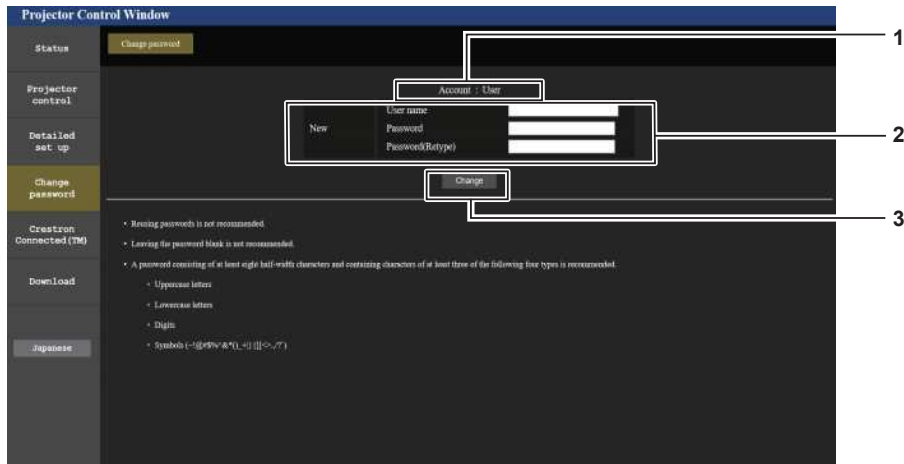 Projector Control Window
Status
Change password
1
Account : User
Projector
control
User name
New
Password
Password(Retype)
2
Detailed
set up
Change
password
Change
3
Crestron
Connected(TM)
• Reusing passwords is not recommended.
• Leaving the password blank is not recommended.
• A password consisting of at least eight half-width characters and containing characters of at least three of the following four types is recommended.
Download
◦ Uppercase letters
◦ Lowercase letters
◦ Digits
◦ Symbols
Japanese